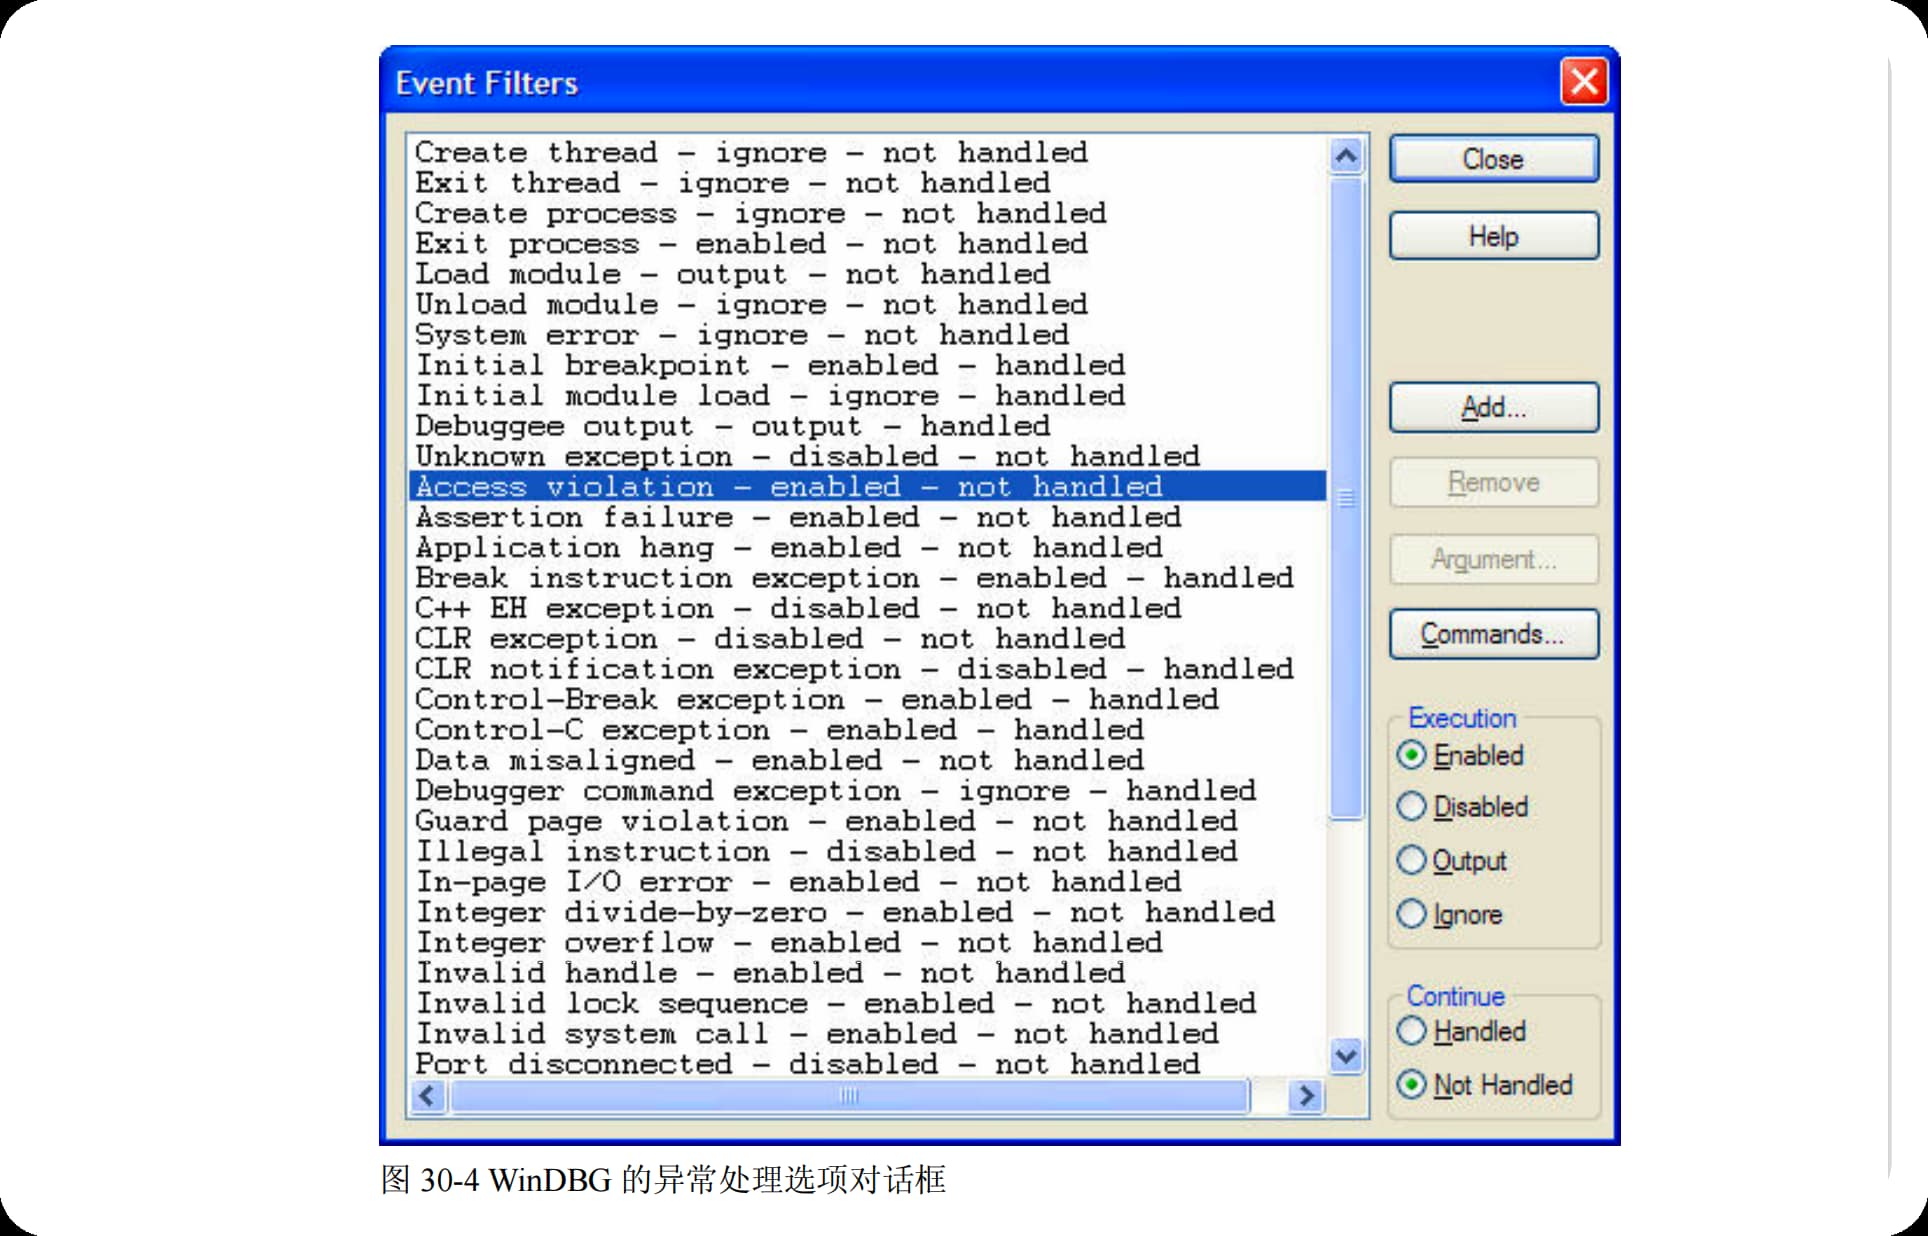 Event Filters
Create thread - ignore - not handled
Exit thread - ignore - not handled
Create process - ignore - not handled
Exit process - enabled - not handled
Load module - output - not handled
Unload module - ignore - not handled
System error - ignore - not handled
Initial breakpoint - enabled - handled
Initial module load - ignore - handled
Debuggee output - output - handled
Unknown exception - disabled - not handled
Access violation - enabled - not handled
Assertion failure - enabled - not handled
Application hang - enabled - not handled
Break instruction exception - enabled - handled
C++ EH exception - disabled - not handled
CLR exception - disabled - not handled
CLR notification exception - disabled - handled
Control-Break exception - enabled - handled
Control-C exception - enabled - handled
Data misaligned - enabled - not handled
Debugger command exception - ignore - handled
Guard page violation - enabled - not handled
Illegal instruction - disabled - not handled
In-page I/O error - enabled - not handled
Integer divide-by-zero - enabled - not handled
Integer overflow - enabled - not handled
Invalid handle - enabled - not handled
Invalid lock sequence - enabled - not handled
Invalid system call - enabled - not handled
Port disconnected - disabled - not handled
Close
Help
Add...
Remove
Argument...
Commands...
Execution
Enabled
Disabled
Output
Ignore
Continue
Handled
Not Handled
图 30-4 WinDBG 的异常处理选项对话框